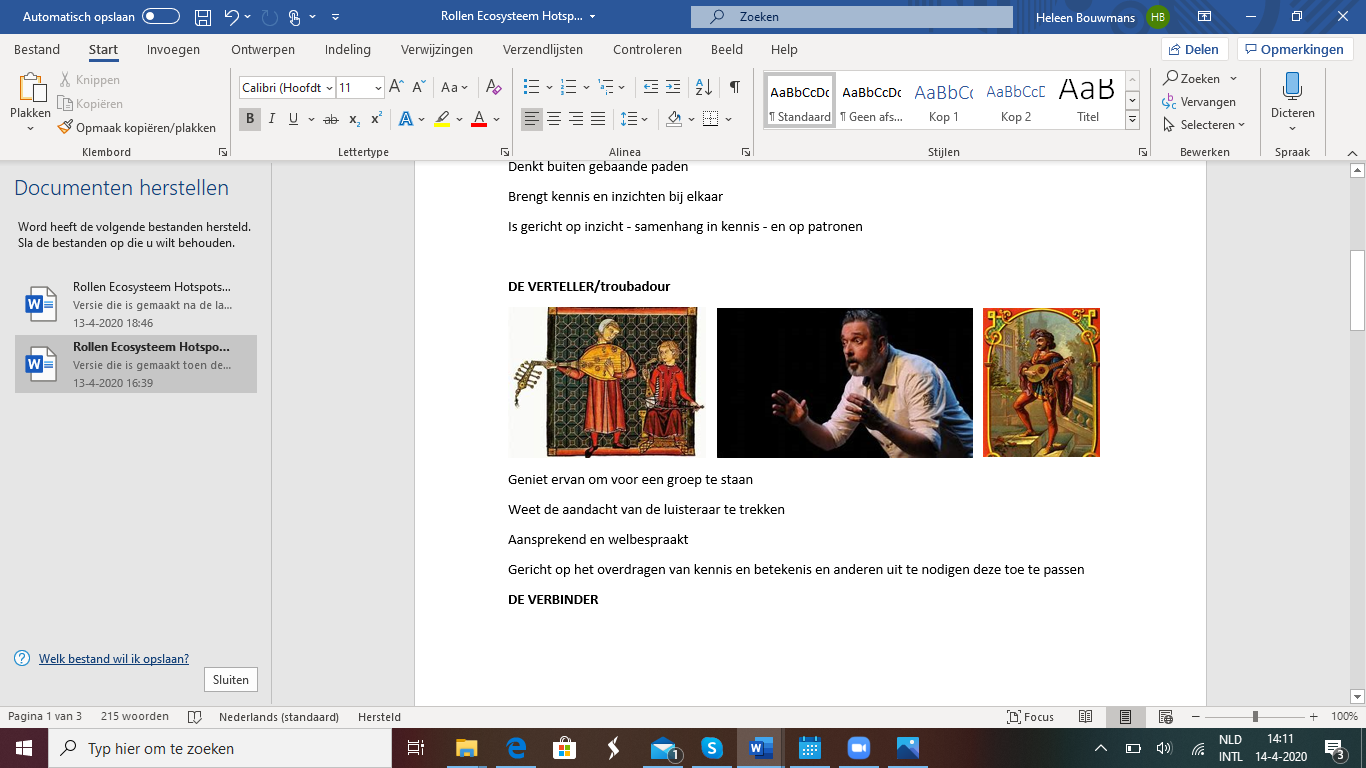 Automatisch opslaan
Rollen Ecosysteem Hotsp...
Zoeken
Heleen Bouwmans
HB
Bestand Start Invoegen Ontwerpen Indeling Verwijzingen Verzendlijsten Controleren Beeld Help
Delen
Opmerkingen
Plakken
Knippen
Kopiëren
Opmaak kopiëren/plakken
Klembord
Calibri (Hoofdt
11
Lettertype
Alinea
AaBbCcDc
¶ Standaard
AaBbCcDc
¶ Geen afs...
AaBbCc
Kop 1
AaBbCcD
Kop 2
AaB
Titel
Stijlen
Zoeken
Vervangen
Selecteren
Bewerken
Dicteren
Spraak
Documenten herstellen
Word heeft de volgende bestanden hersteld.
Sla de bestanden op die u wilt behouden.
Rollen Ecosysteem Hotspots...
Versie die is gemaakt na de la...
13-4-2020 18:46
Rollen Ecosysteem Hotspo...
Versie die is gemaakt toen de...
13-4-2020 16:39
Welk bestand wil ik opslaan?
Sluiten
Denkt buiten gebaande paden
Brengt kennis en inzichten bij elkaar
Is gericht op inzicht - samenhang in kennis - en op patronen
DE VERTELLER/troubadour
Geniet ervan om voor een groep te staan
Weet de aandacht van de luisteraar te trekken
Aansprekend en welbespraakt
Gericht op het overdragen van kennis en betekenis en anderen uit te nodigen deze toe te passen
DE VERBINDER
Pagina 1 van 3 215 woorden Nederlands (standaard) Hersteld
Focus
100%
Typ hier om te zoeken
1
NLD
INTL
14:11
14-4-2020
3